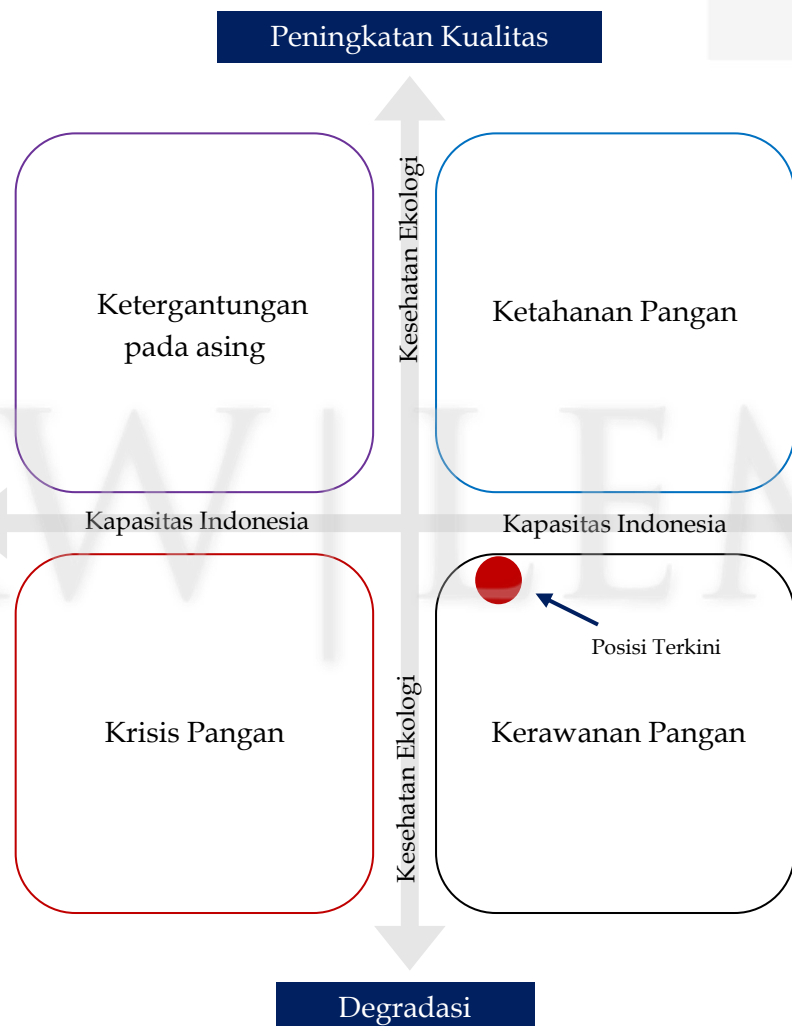 Peningkatan Kualitas
Kesehatan Ekologi
Ketergantungan
pada asing
Ketahanan Pangan
Kapasitas Indonesia
Kapasitas Indonesia
Posisi Terkini
Kesehatan Ekologi
Krisis Pangan
Kerawanan Pangan
Degradasi